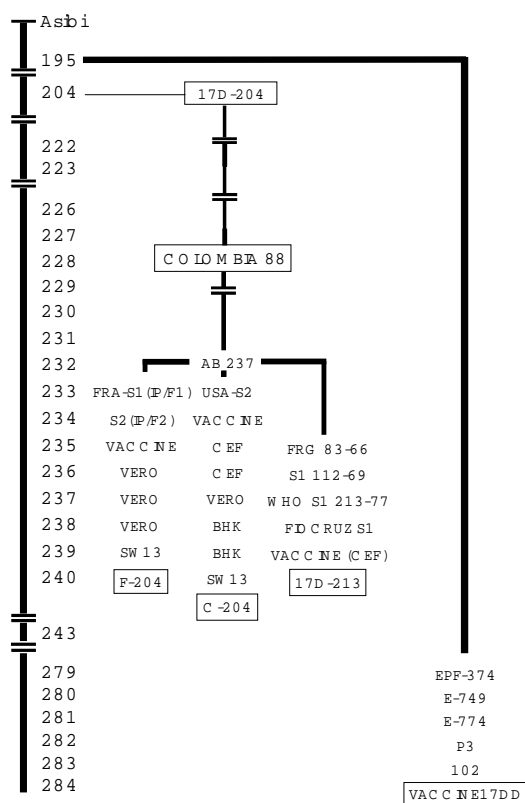 Asibi
195
204
17D-204
222
223
226
227
228
COLOMBIA 88
229
230
231
232
AB 237
233
FRA-S1 (IP/F1)
USA-S2
234
S2 (IP/F2)
VACCINE
235
VACCINE
CEF
FRG 83-66
236
VERO
CEF
S1 112-69
237
VERO
VERO
WHO S1 213-77
238
VERO
BHK
FIOCRUZ S1
239
SW13
BHK
VACCINE (CEF)
240
F-204
SW13
17D-213
C-204
243
279
EPF-374
280
E-749
281
E-774
282
P3
283
102
284
VACCINE17DD